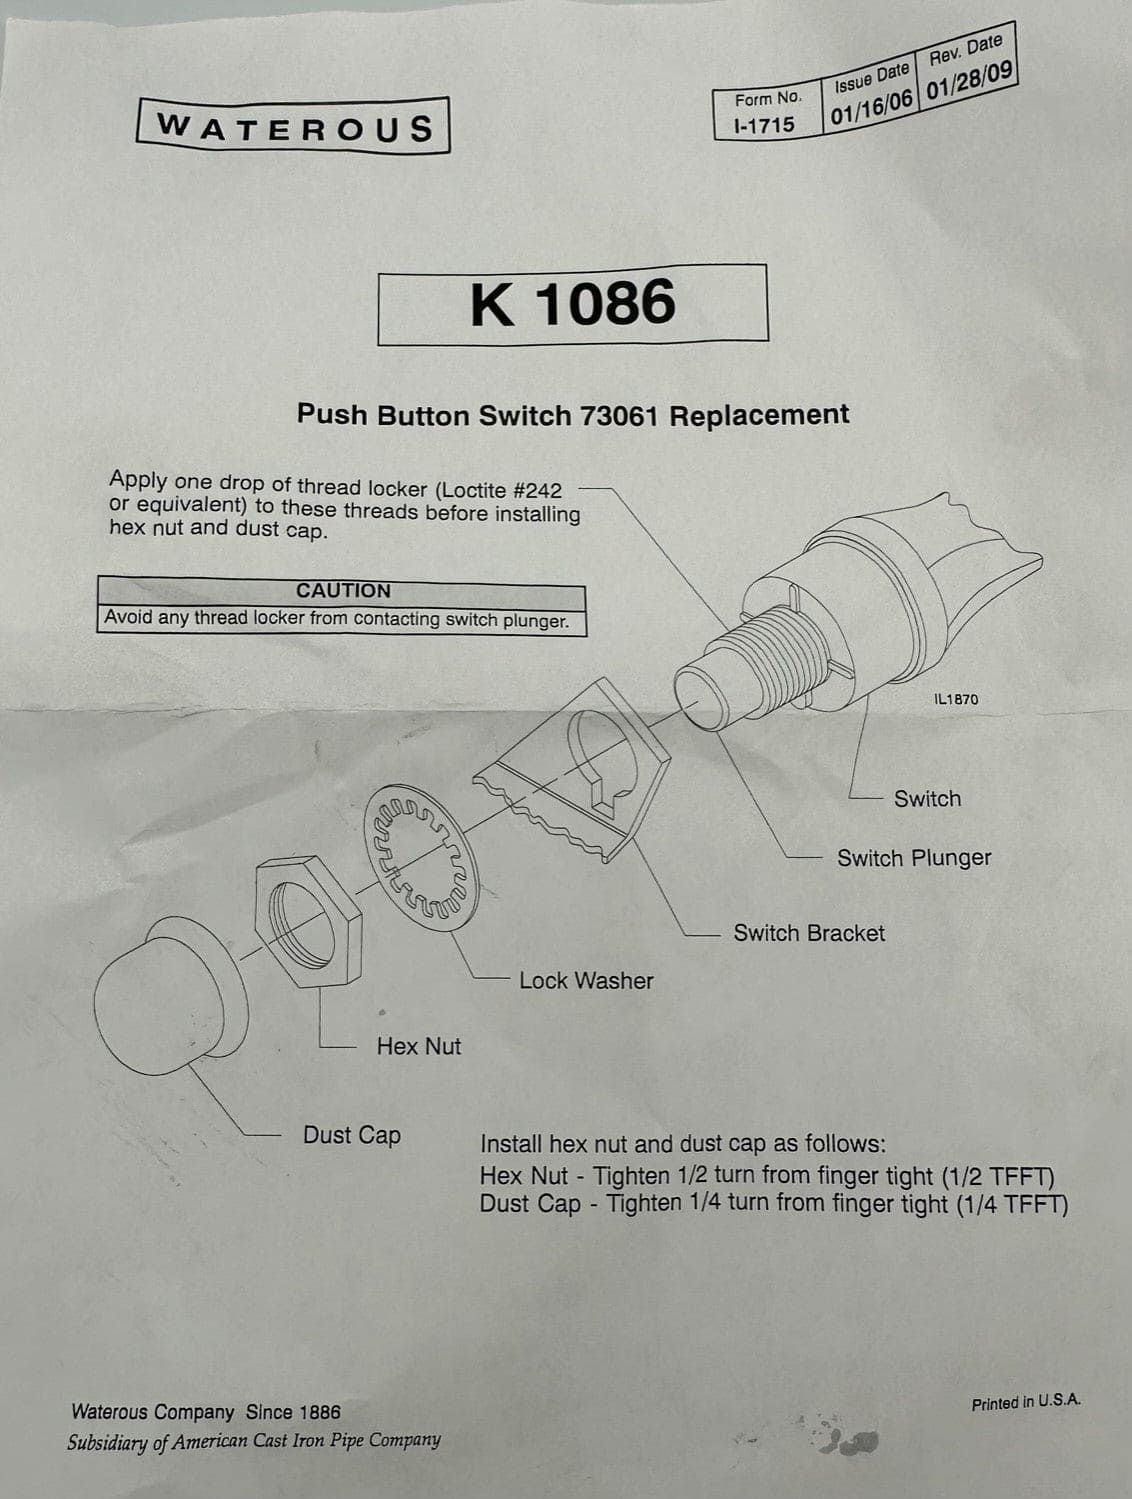 WATEROUS
Form No.
I-1715
Issue Date
01/16/06
Rev. Date
01/28/09
K 1086
Push Button Switch 73061 Replacement
Apply one drop of thread locker (Loctite #242
or equivalent) to these threads before installing
hex nut and dust cap.
CAUTION
Avoid any thread locker from contacting switch plunger.
IL1870
Switch
Switch Plunger
Switch Bracket
Lock Washer
Hex Nut
Dust Cap
Install hex nut and dust cap as follows:
Hex Nut - Tighten 1/2 turn from finger tight (1/2 TFFT)
Dust Cap - Tighten 1/4 turn from finger tight (1/4 TFFT)
Waterous Company Since 1886
Subsidiary of American Cast Iron Pipe Company
Printed in U.S.A.